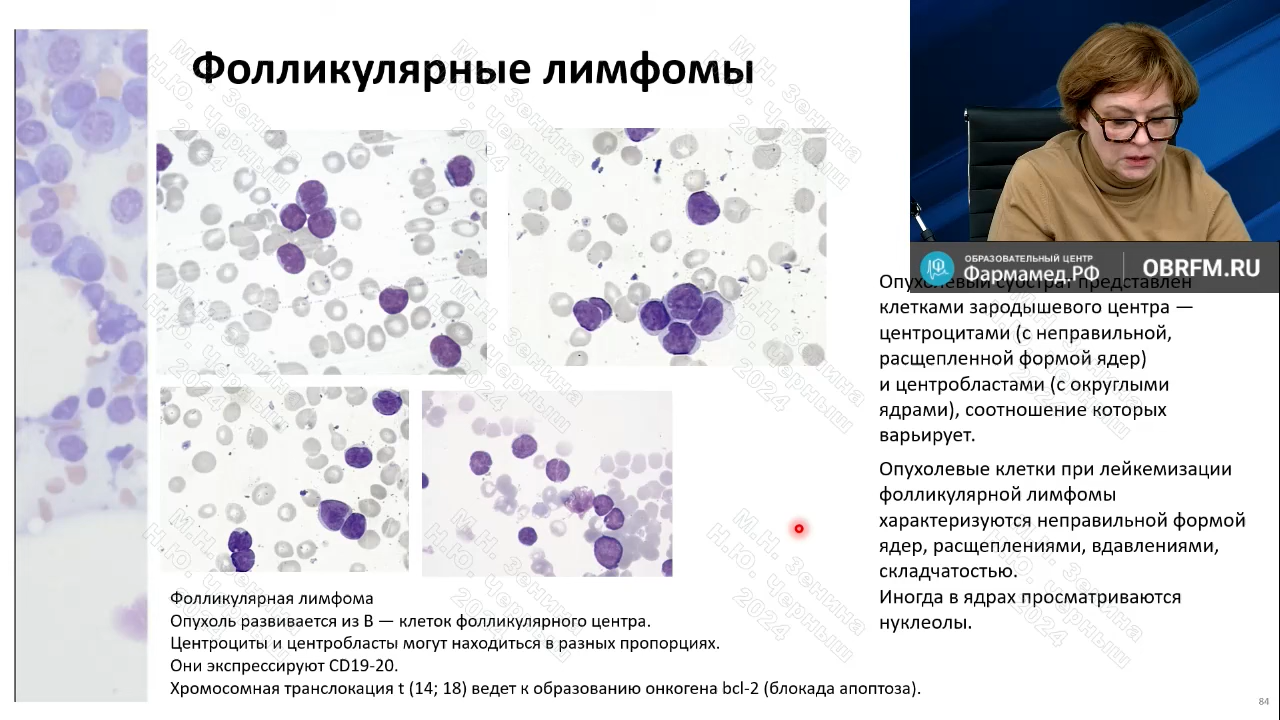 Фолликулярные лимфомы
ОБРАЗОВАТЕЛЬНЫЙ ЦЕНТР
Фармамед.РФ
OBRFM.RU
Опухолевый субстрат представлен
клетками зародышевого центра —
центроцитами (с неправильной,
расщепленной формой ядер)
и центробластами (с округлыми
ядрами), соотношение которых
варьирует.
Опухолевые клетки при лейкемизации
фолликулярной лимфомы
характеризуются неправильной формой
ядер, расщеплениями, вдавлениями,
складчатостью.
Иногда в ядрах просматриваются
нуклеолы.
Фолликулярная лимфома
Опухоль развивается из В — клеток фолликулярного центра.
Центроциты и центробласты могут находиться в разных пропорциях.
Они экспрессируют CD19-20.
Хромосомная транслокация t (14; 18) ведет к образованию онкогена bcl-2 (блокада апоптоза).
84
М.Н. Зенина
Н.Ю. Черныш
2024